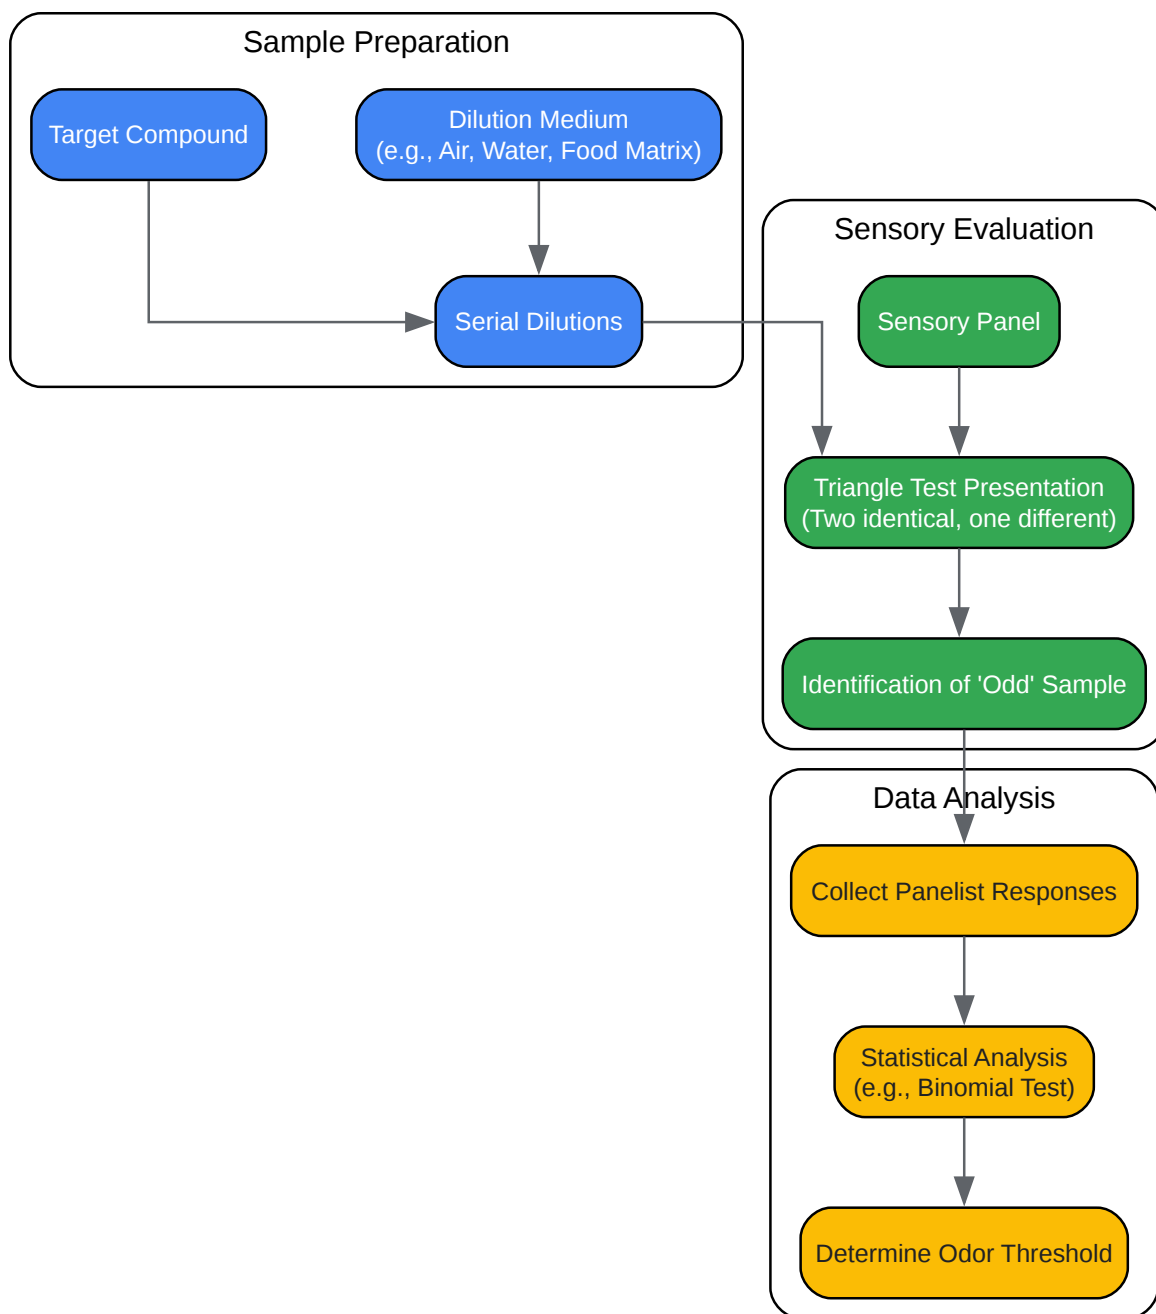 Sample Preparation
Target Compound
Dilution Medium
(e.g., Air, Water, Food Matrix)
Serial Dilutions
Sensory Evaluation
Sensory Panel
Triangle Test Presentation
(Two identical, one different)
Identification of 'Odd' Sample
Data Analysis
Collect Panelist Responses
Statistical Analysis
(e.g., Binomial Test)
Determine Odor Threshold